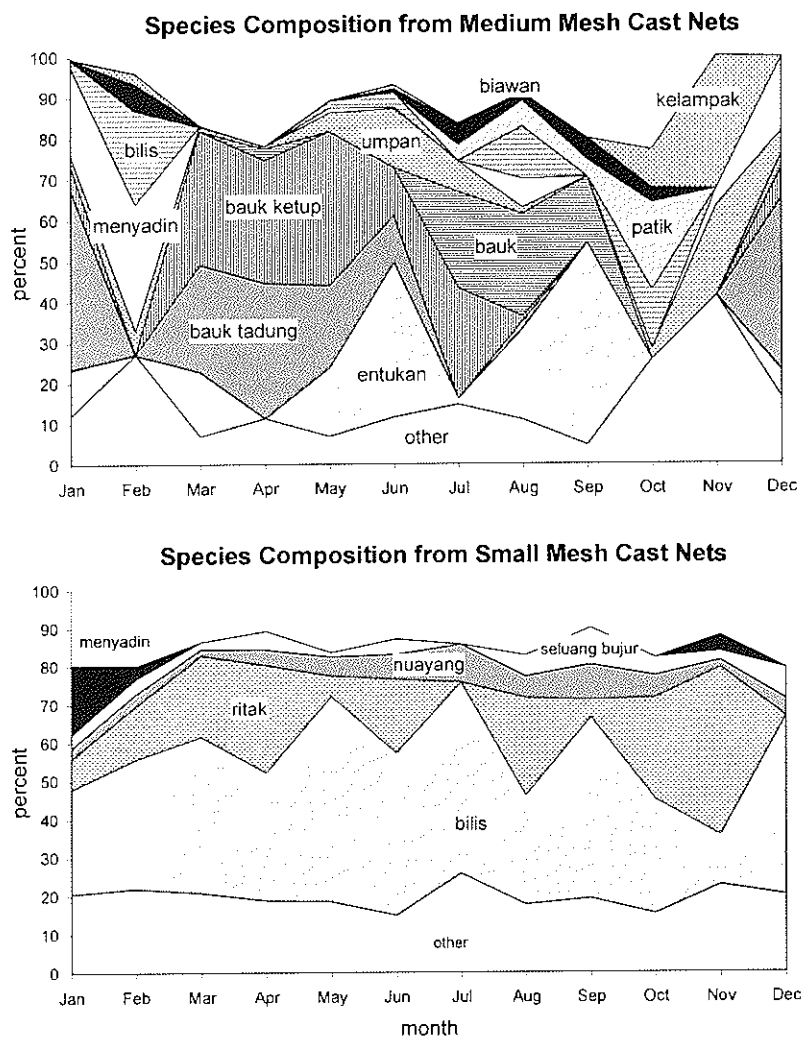 Species Composition from Medium Mesh Cast Nets
percent
100
90
80
70
60
50
40
30
20
10
0
biawan
kelampak
bilis
umpan
menyadin
bauk ketup
bauk
patik
bauk tadung
entukan
other
Jan Feb Mar Apr May Jun Jul Aug Sep Oct Nov Dec
Species Composition from Small Mesh Cast Nets
percent
100
90
80
70
60
50
40
30
20
10
0
menyadin
seluang bujur
nuayang
ritak
bilis
other
Jan Feb Mar Apr May Jun Jul Aug Sep Oct Nov Dec
month